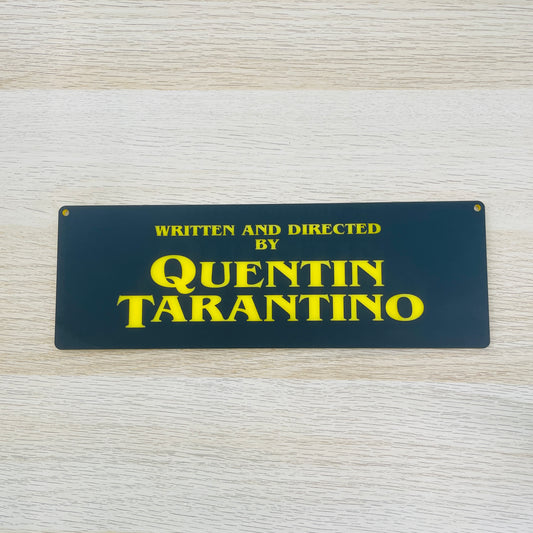 WRITTEN AND DIRECTED
BY
QUENTIN
TARANTINO